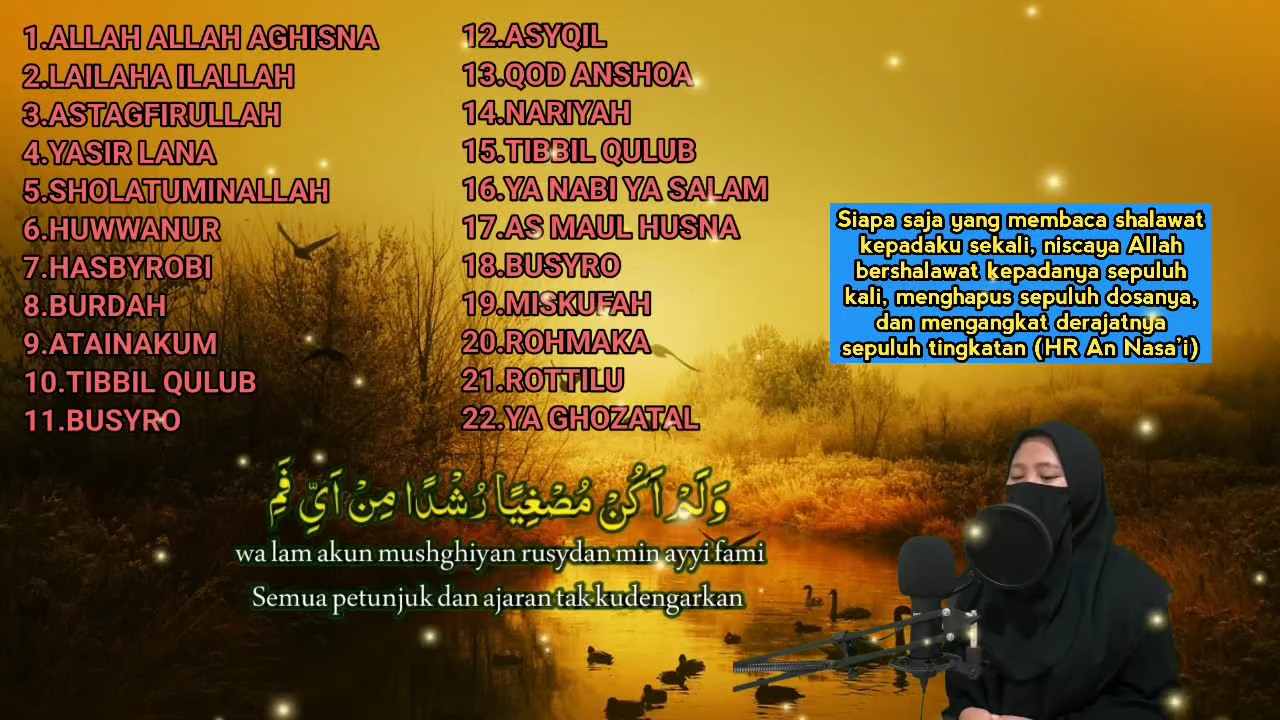 1.ALLAH ALLAH AGHISNA
2.LAILAHA ILALLAH
3.ASTAGFIRULLAH
4.YASIR LANA
5.SHOLATUMINALLAH
6.HUWWANUR
7.HASBYROBI
8.BURDAH
9.ATAINAKUM
10.TIBBIL QULUB
11.BUSYRO
12.ASYQIL
13.QOD ANSHOA
14.NARIYAH
15.TIBBIL QULUB
16.YA NABI YA SALAM
17.AS MAUL HUSNA
18.BUSYRO
19.MISKUFAH
20.ROHMAKA
21.ROTTILU
22.YA GHOZATAL
Siapa saja yang membaca shalawat
kepadaku sekali, niscaya Allah
bershalawat kepadanya sepuluh
kali, menghapus sepuluh dosanya,
dan mengangkat derajatnya
sepuluh tingkatan (HR An Nasa'i)
وَلَمْ اَكُنْ مُصْغِيًا رُشْدًا مِنْ اَيِّ فَمِ
wa lam akun mushghiyan rusydan min ayyi fami
Semua petunjuk dan ajaran tak kudengarkan